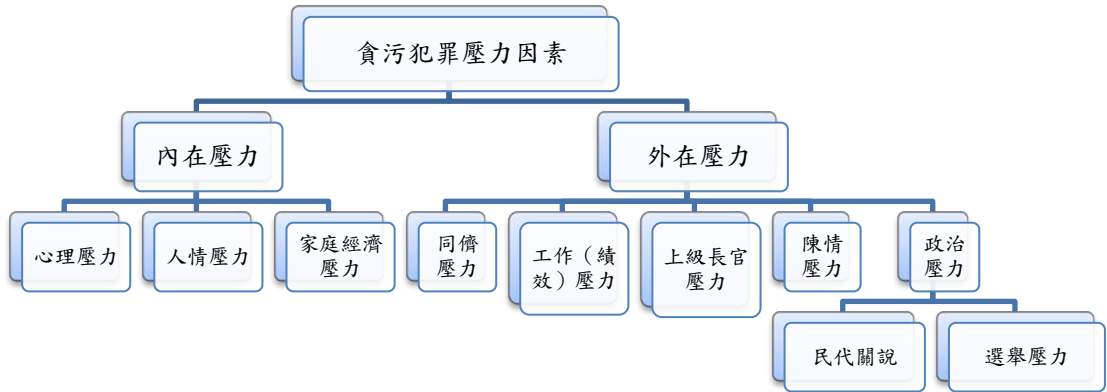 貪污犯罪壓力因素
內在壓力
外在壓力
心理壓力
人情壓力
家庭經濟
壓力
同儕
壓力
工作（績
效）壓力
上級長官
壓力
陳情
壓力
政治
壓力
民代關說
選舉壓力